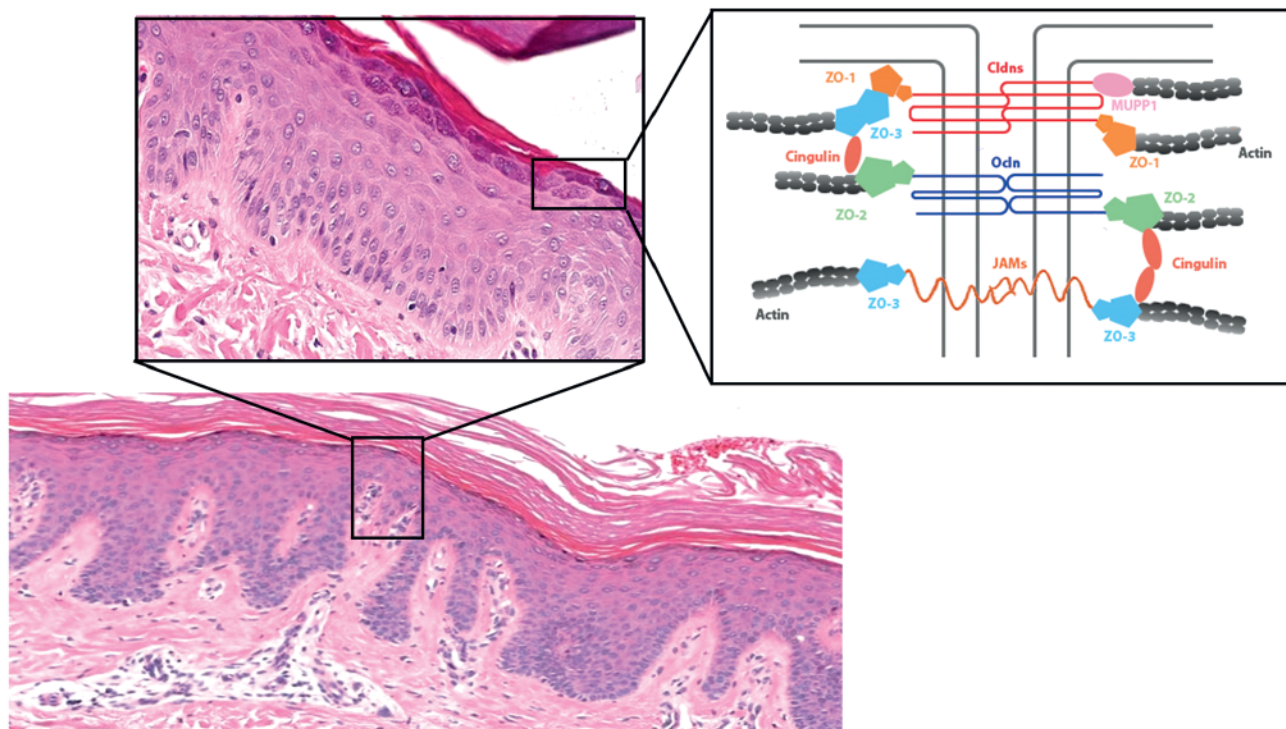 ZO-1
Cldns
MUPP1
ZO-3
ZO-1
Actin
Cingulin
Ocln
ZO-2
ZO-2
JAMs
Cingulin
ZO-3
Actin
ZO-3